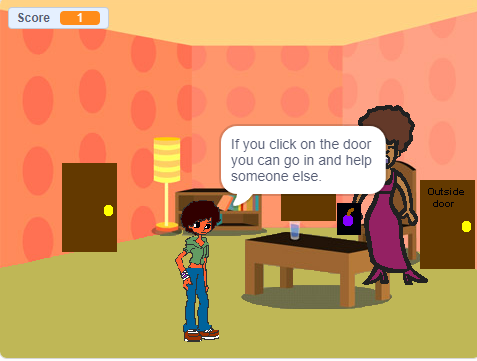 Score 1
If you click on the door
you can go in and help
someone else.
Outside
door